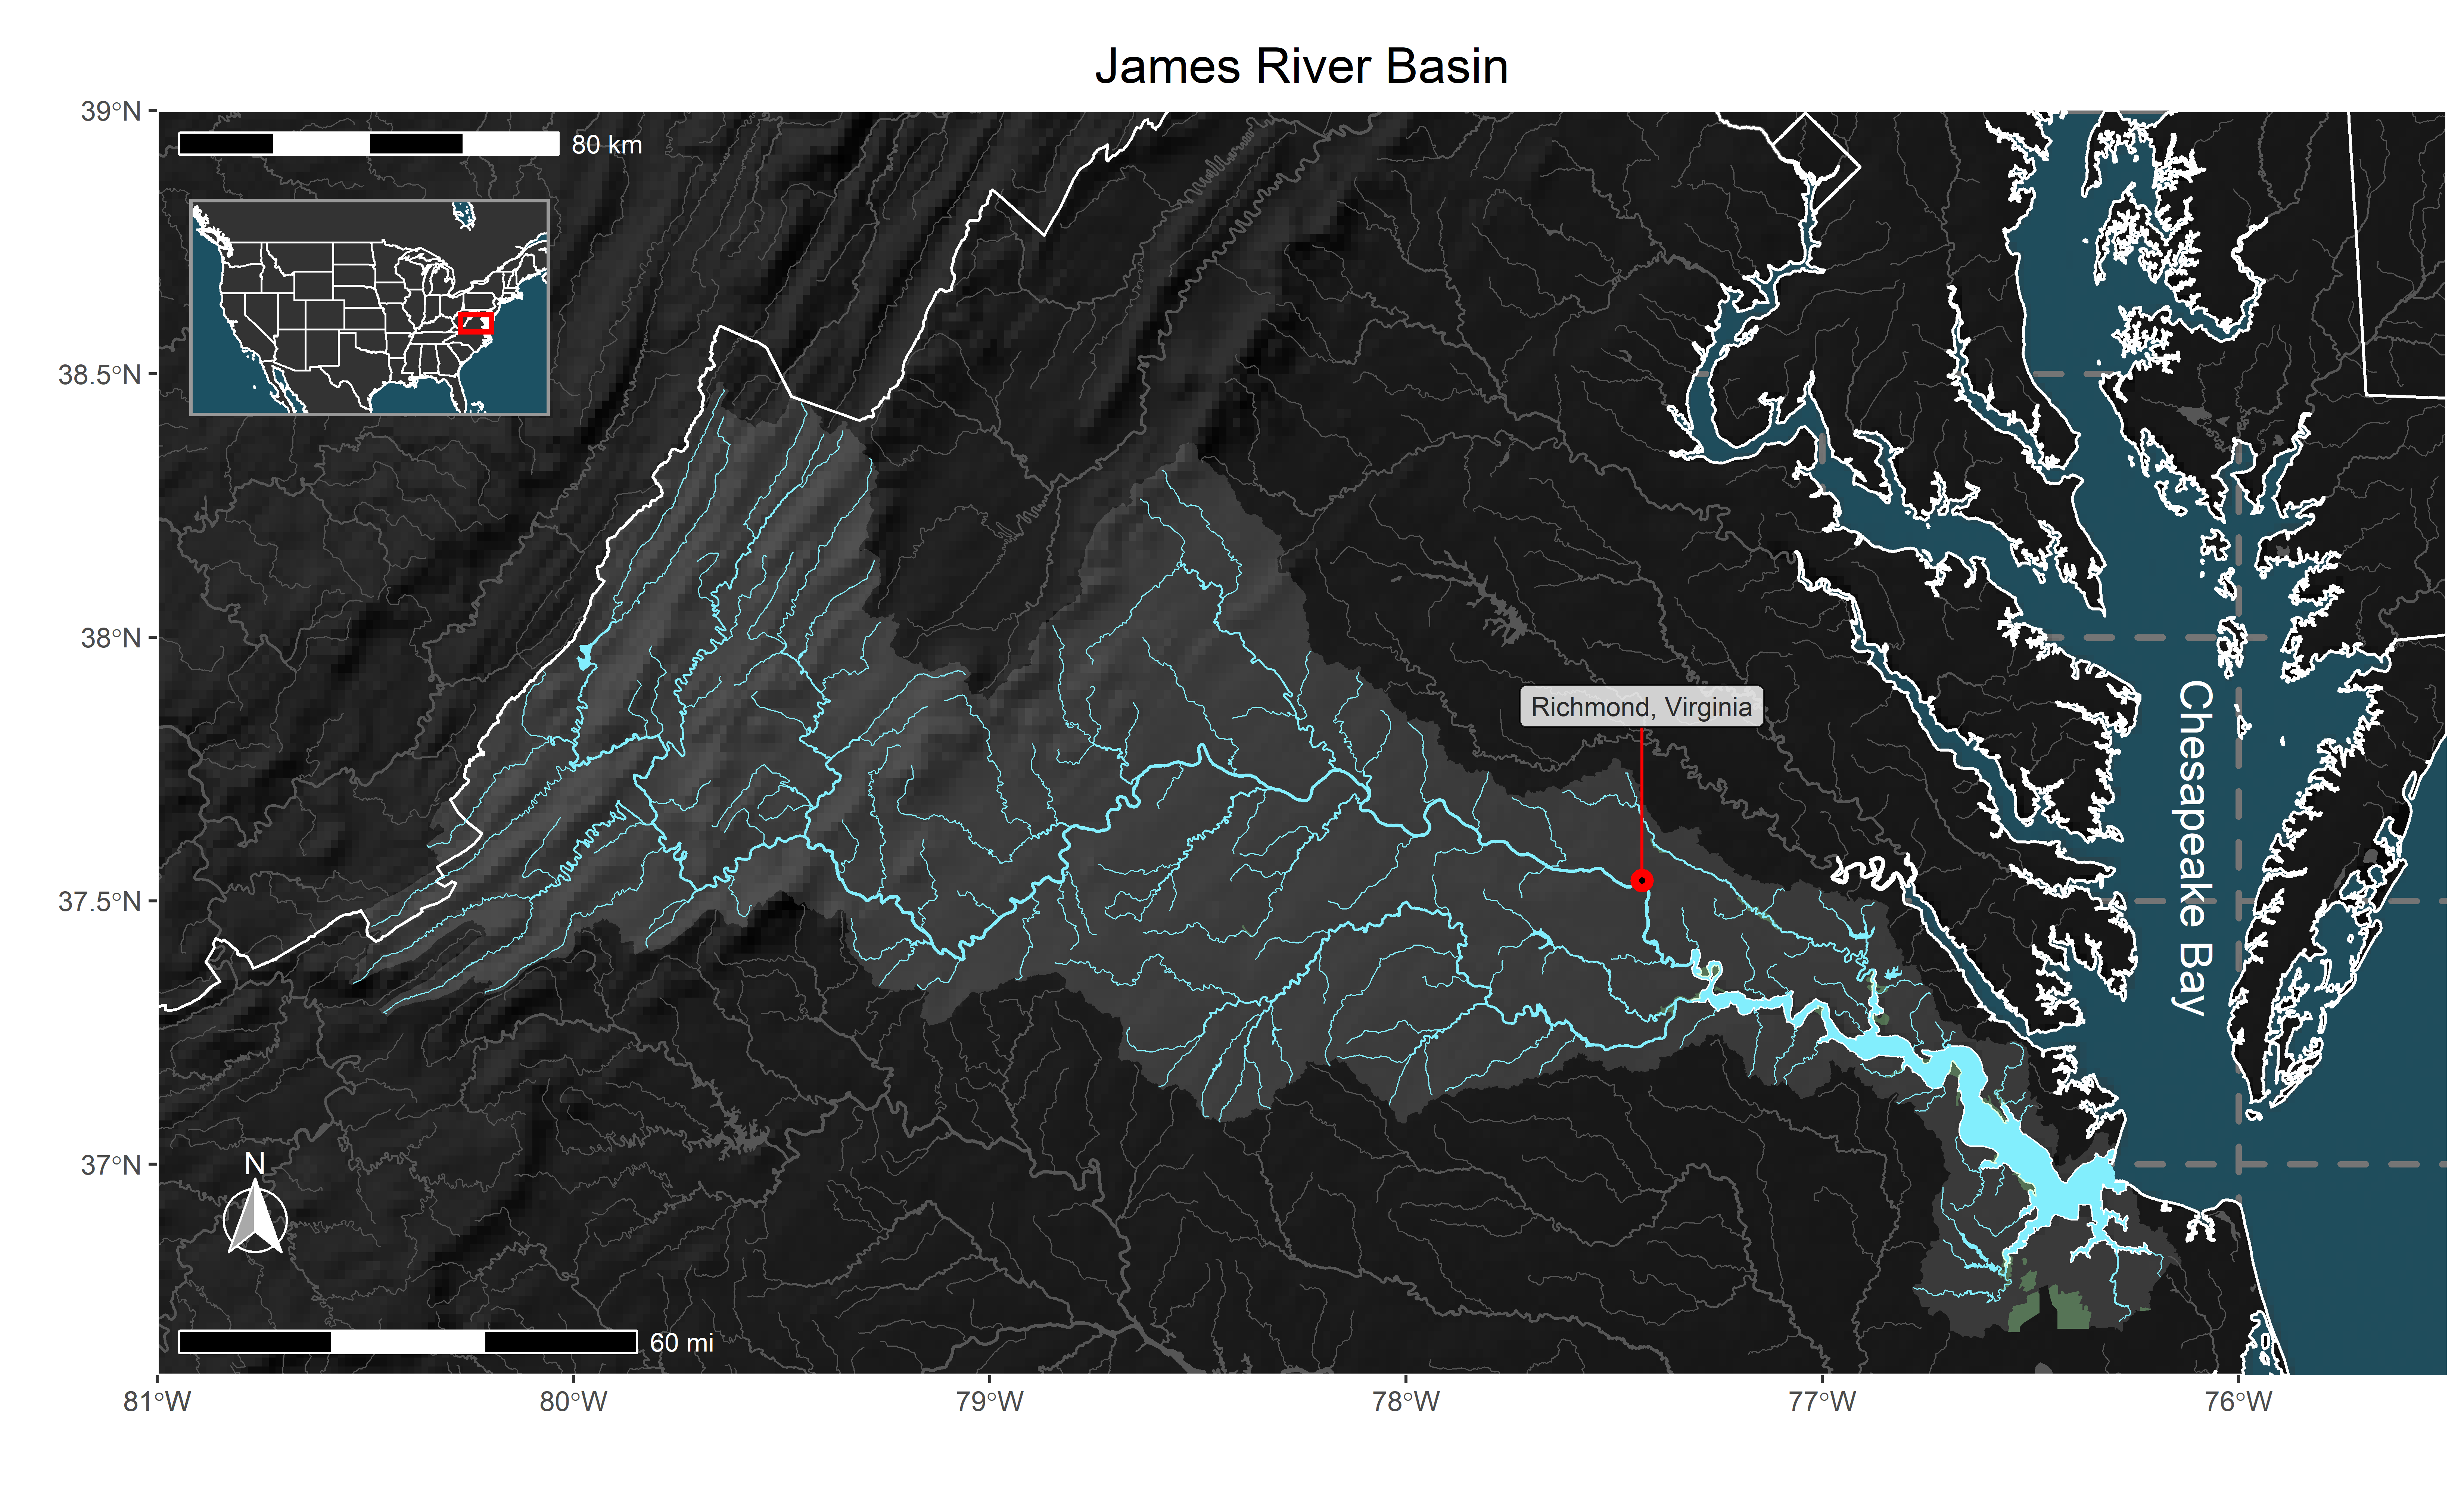 James River Basin
39°N
80 km
38.5°N
38°N
Richmond, Virginia
Chesapeake Bay
37.5°N
37°N
N
60 mi
81°W
80°W
79°W
78°W
77°W
76°W